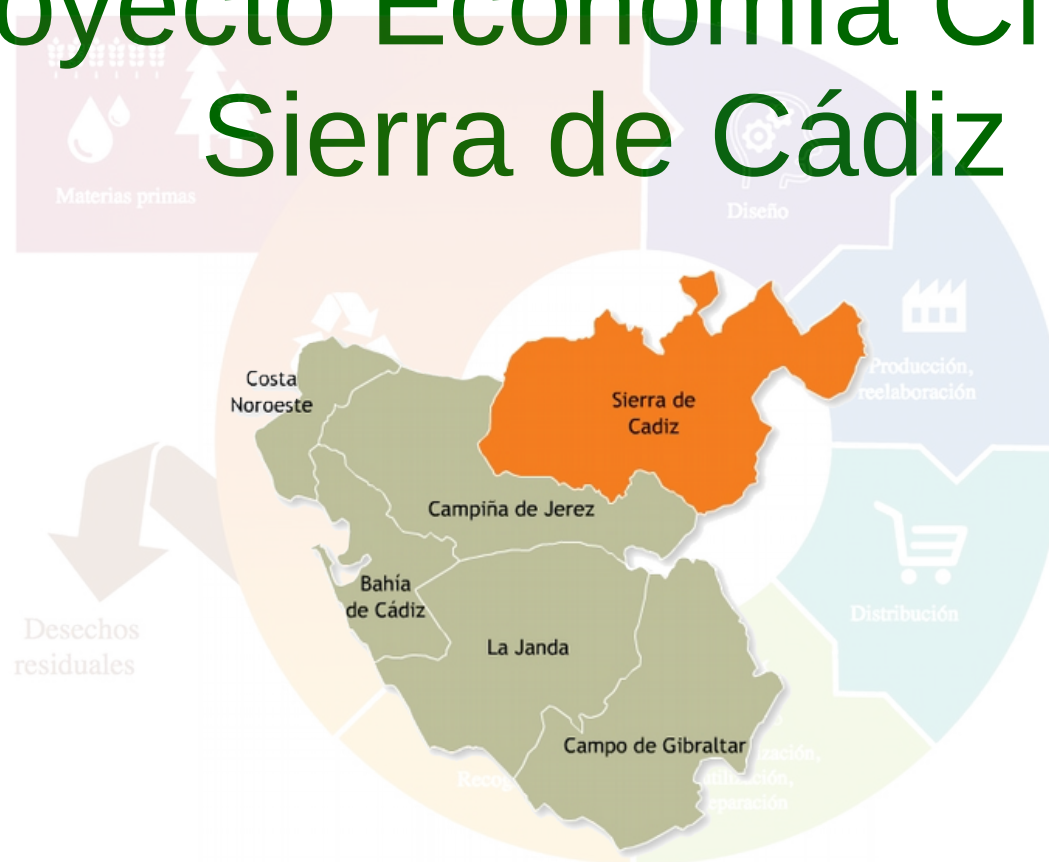 oyecto Economía Ci
Sierra de Cádiz
Materias primas
Diseño
Producción,
reelaboración
Costa
Noroeste
Sierra de
Cadiz
Campiña de Jerez
Bahía
de Cádiz
Distribución
Desechos
residuales
La Janda
Campo de Gibraltar